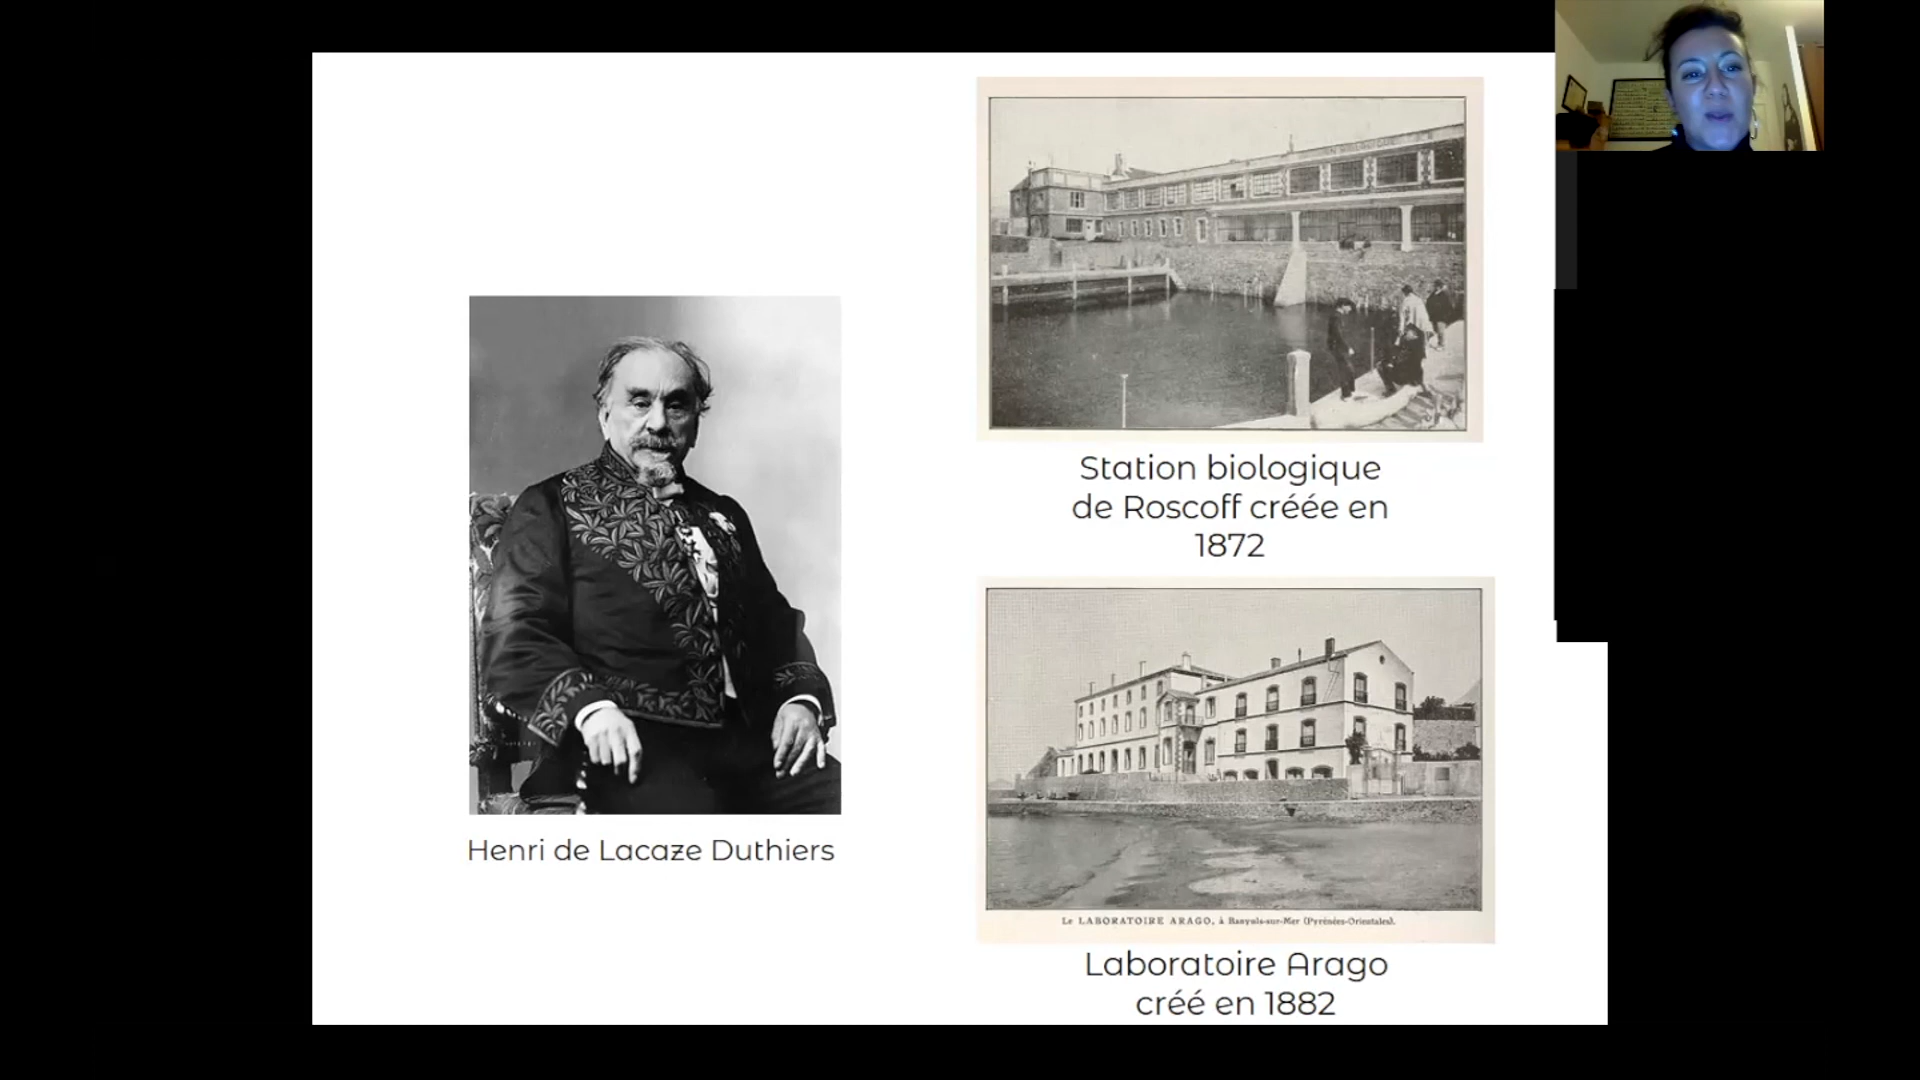 Henri de Lacaze Duthiers
Station biologique
de Roscoff créée en
1872
Le LABORATOIRE ARAGO, à Banyuls-sur-Mer (Pyrénées-Orientales).
Laboratoire Arago
créé en 1882